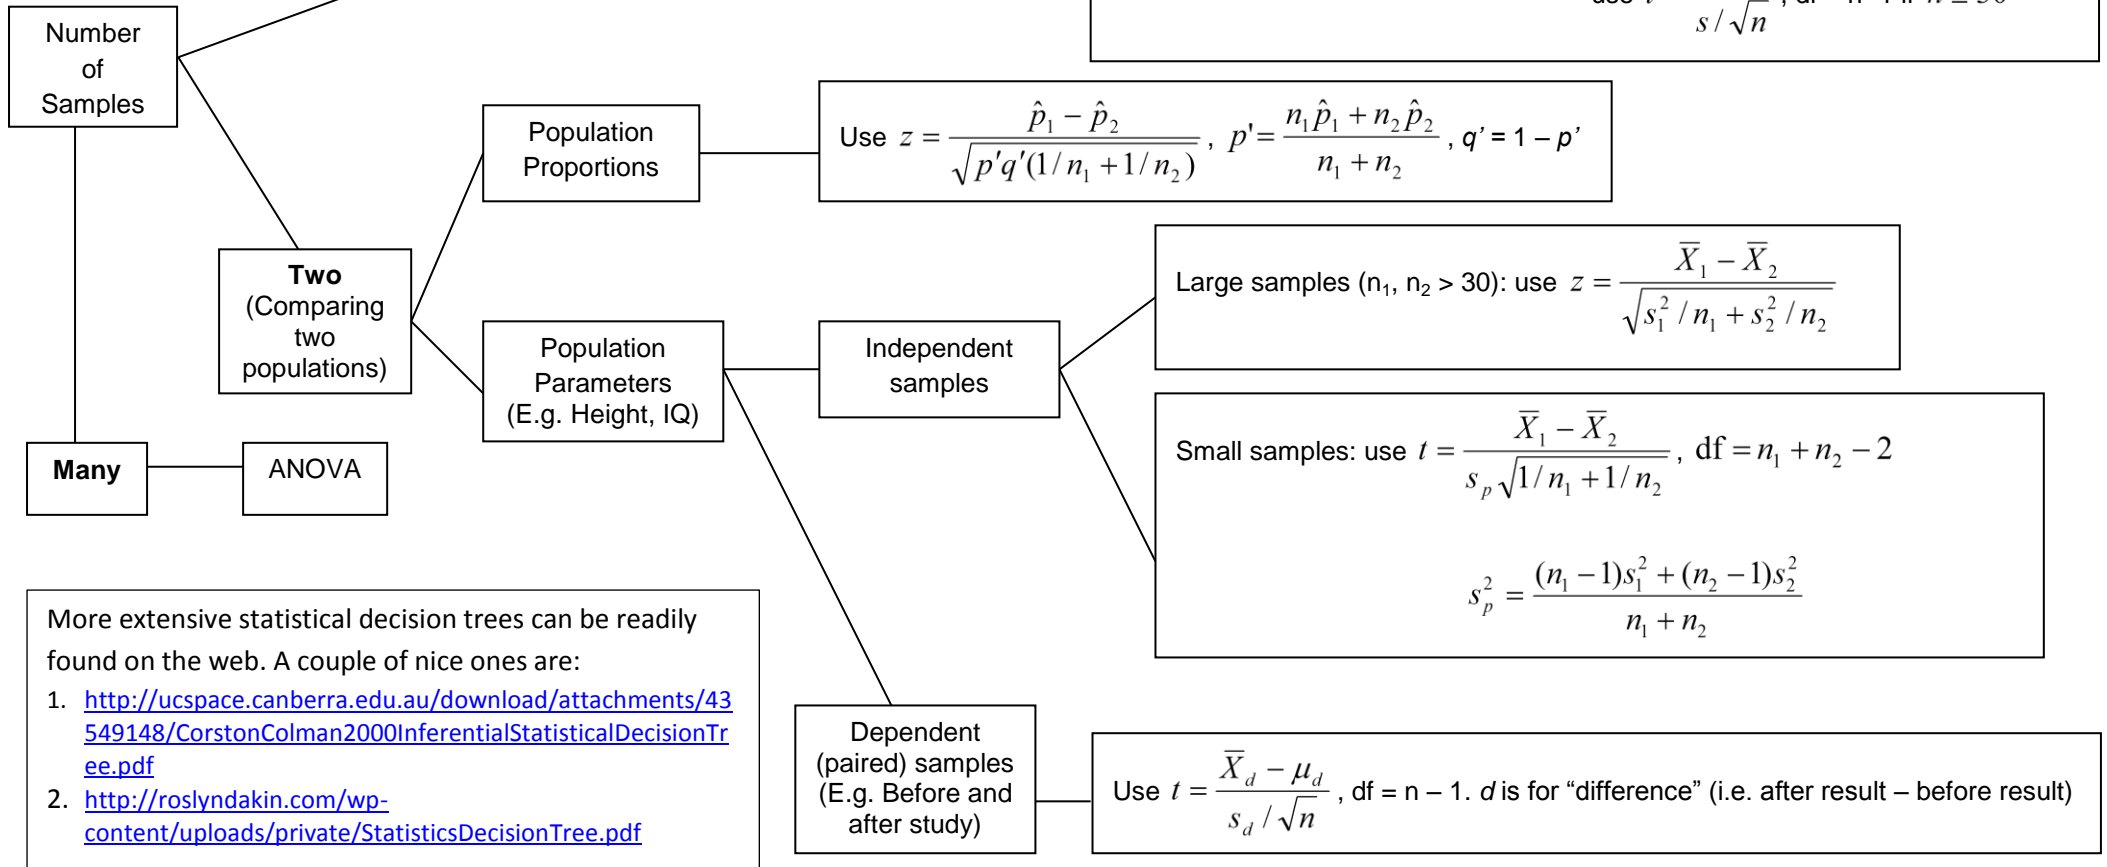 Number
of
Samples
s / √n
Population
Proportions
Use z = (p̂₁ − p̂₂) / √(p'q'(1/n₁ + 1/n₂)) , p' = (n₁p̂₁ + n₂p̂₂) / (n₁ + n₂) , q' = 1 – p'
Two
(Comparing
two
populations)
Population
Parameters
(E.g. Height, IQ)
Independent
samples
Large samples (n₁, n₂ > 30): use z = (X̄₁ − X̄₂) / √(s₁²/n₁ + s₂²/n₂)
Small samples: use t = (X̄₁ − X̄₂) / (sₚ√(1/n₁ + 1/n₂)) , df = n₁ + n₂ − 2
sₚ² = ((n₁ − 1)s₁² + (n₂ − 1)s₂²) / (n₁ + n₂)
Many
ANOVA
More extensive statistical decision trees can be readily
found on the web. A couple of nice ones are:
1. http://ucspace.canberra.edu.au/download/attachments/43
549148/CorstonColman2000InferentialStatisticalDecisionTr
ee.pdf
2. http://roslyndakin.com/wp-
content/uploads/private/StatisticsDecisionTree.pdf
Dependent
(paired) samples
(E.g. Before and
after study)
Use t = (X̄_d − μ_d) / (s_d / √n) , df = n – 1. d is for “difference” (i.e. after result – before result)